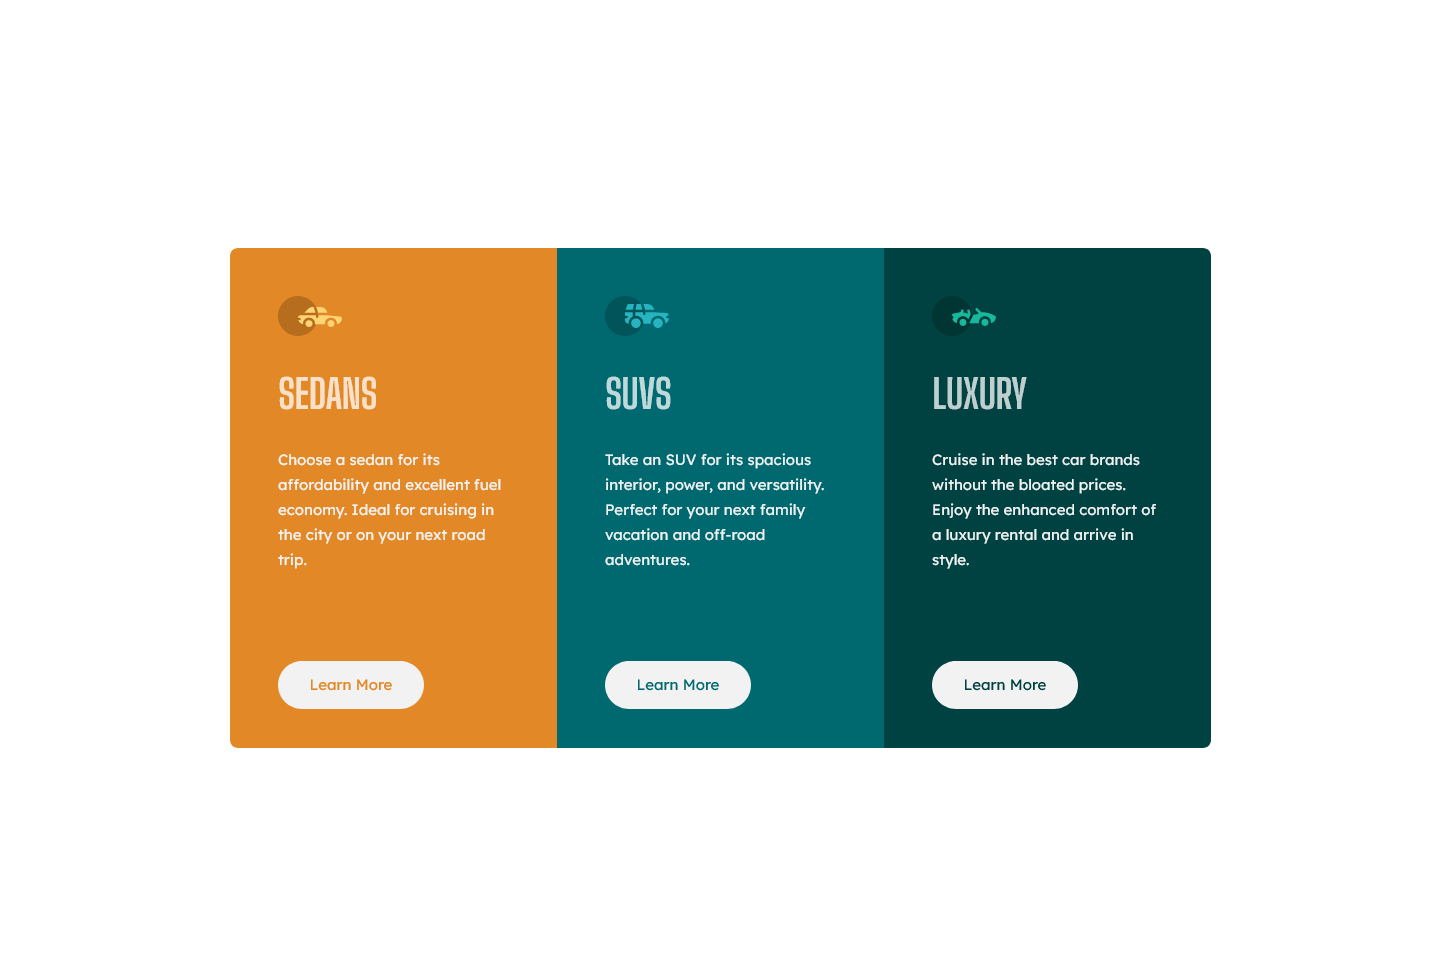 SEDANS
Choose a sedan for its
affordability and excellent fuel
economy. Ideal for cruising in
the city or on your next road
trip.
Learn More
SUVS
Take an SUV for its spacious
interior, power, and versatility.
Perfect for your next family
vacation and off-road
adventures.
Learn More
LUXURY
Cruise in the best car brands
without the bloated prices.
Enjoy the enhanced comfort of
a luxury rental and arrive in
style.
Learn More